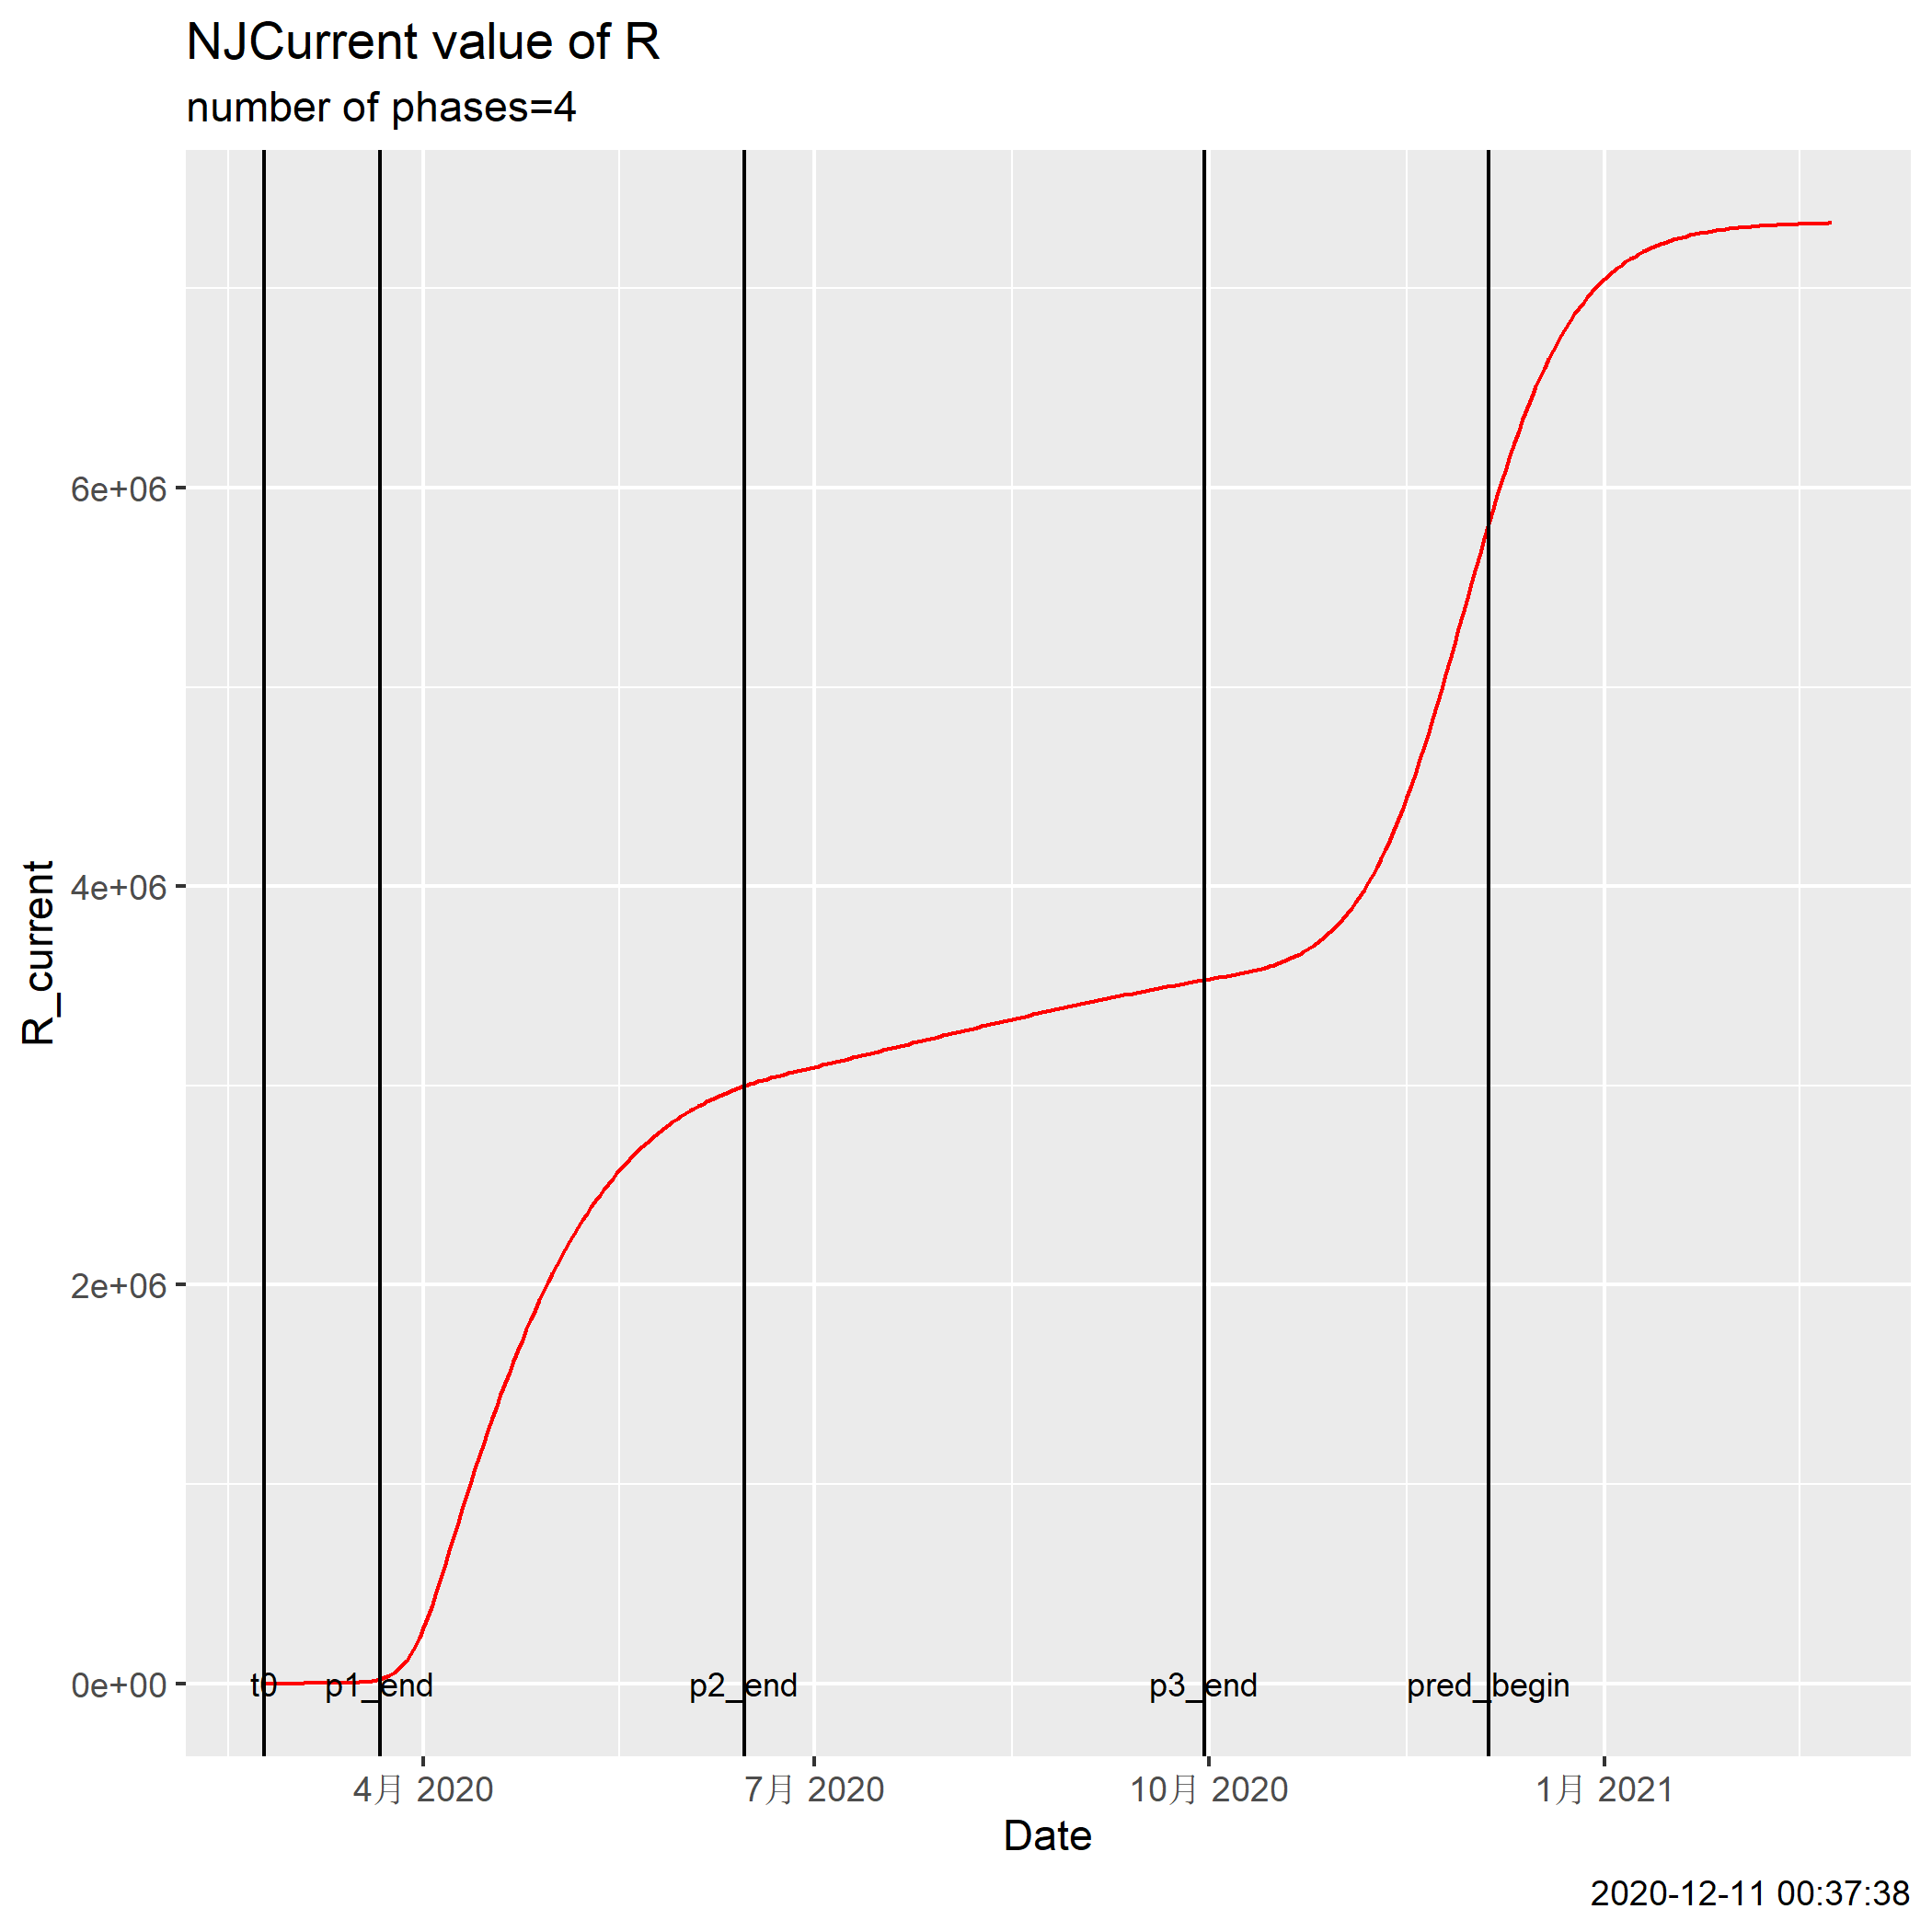 NJCurrent value of R
number of phases=4
R_current
6e+06
4e+06
2e+06
0e+00
t0 p1_end p2_end p3_end pred_begin
4月 2020 7月 2020 10月 2020 1月 2021
Date
2020-12-11 00:37:38